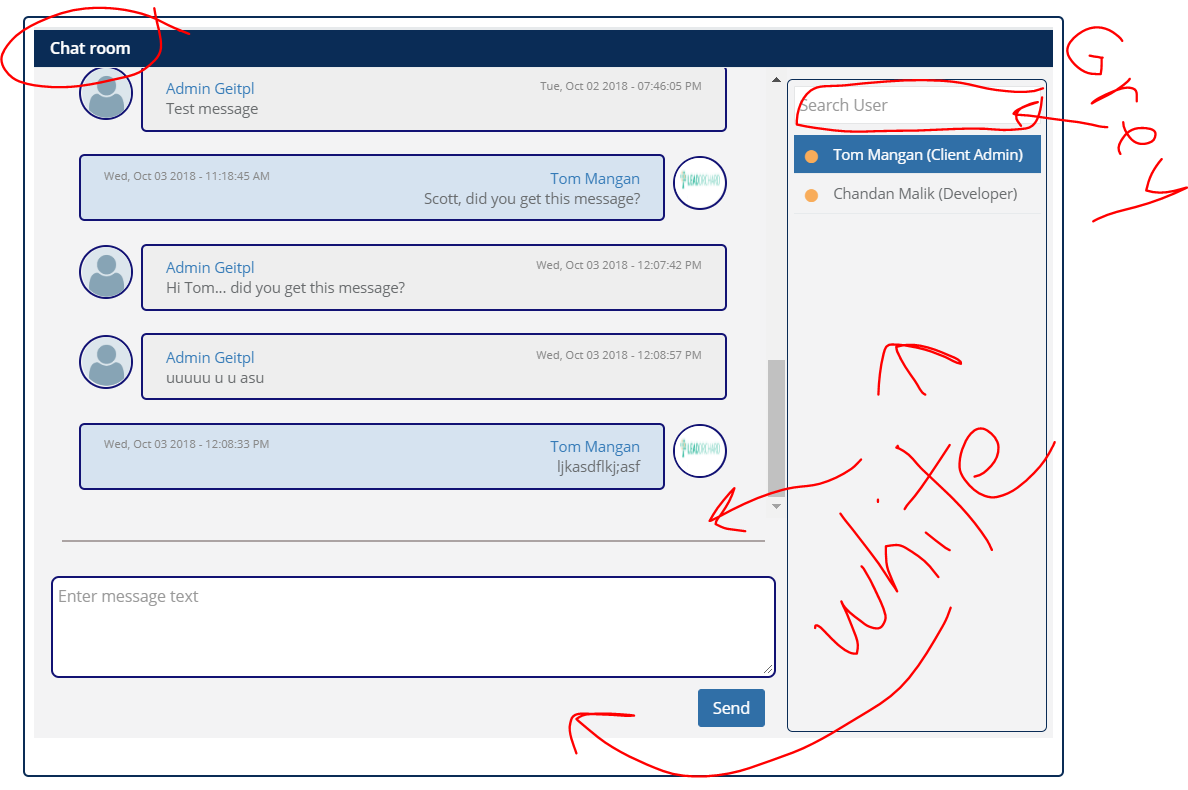 Chat room
Admin Geitpl
Tue, Oct 02 2018 - 07:46:05 PM
Test message
Wed, Oct 03 2018 - 11:18:45 AM
Tom Mangan
Scott, did you get this message?
LEADORCHARD
Admin Geitpl
Wed, Oct 03 2018 - 12:07:42 PM
Hi Tom... did you get this message?
Admin Geitpl
Wed, Oct 03 2018 - 12:08:57 PM
uuuuu u u asu
Wed, Oct 03 2018 - 12:08:33 PM
Tom Mangan
ljkasdflkj;asf
LEADORCHARD
Enter message text
Send
Search User
Tom Mangan (Client Admin)
Chandan Malik (Developer)
Grey
white